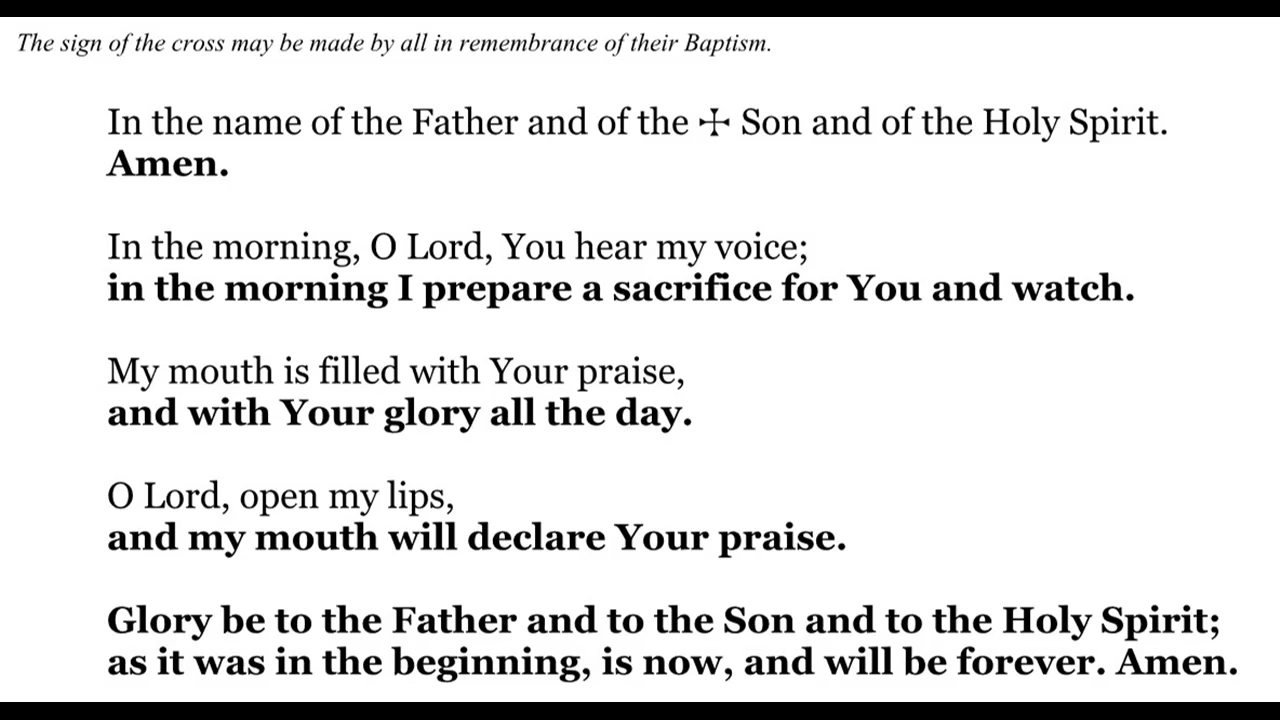 The sign of the cross may be made by all in remembrance of their Baptism.
In the name of the Father and of the ☩ Son and of the Holy Spirit.
Amen.
In the morning, O Lord, You hear my voice;
in the morning I prepare a sacrifice for You and watch.
My mouth is filled with Your praise,
and with Your glory all the day.
O Lord, open my lips,
and my mouth will declare Your praise.
Glory be to the Father and to the Son and to the Holy Spirit;
as it was in the beginning, is now, and will be forever. Amen.